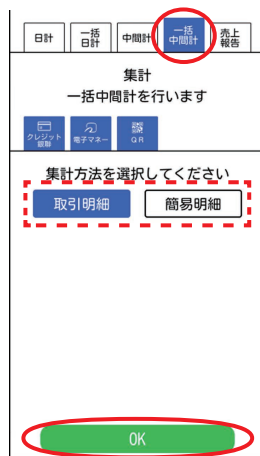 日計
一括
日計
中間計
一括
中間計
売上
報告
集計
一括中間計を行います
クレジット
銀聯
電子マネー
QR
集計方法を選択してください
取引明細
簡易明細
OK